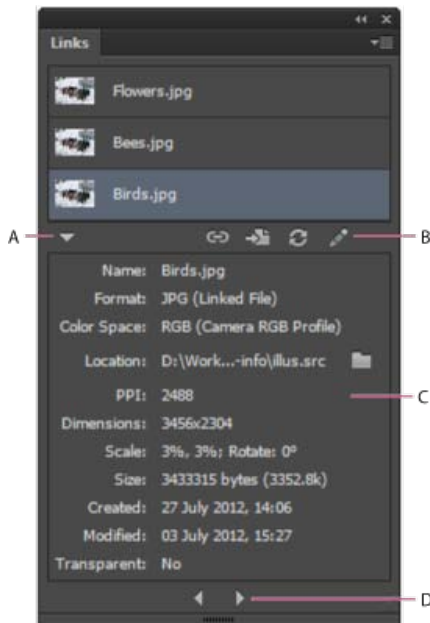 Links
Flowers.jpg
Bees.jpg
Birds.jpg
A
B
Name: Birds.jpg
Format: JPG (Linked File)
Color Space: RGB (Camera RGB Profile)
Location: D:\Work...-info\illus.src
PPI: 2488
C
Dimensions: 3456x2304
Scale: 3%, 3%; Rotate: 0º
Size: 3433315 bytes (3352.8k)
Created: 27 July 2012, 14:06
Modified: 03 July 2012, 15:27
Transparent: No
D